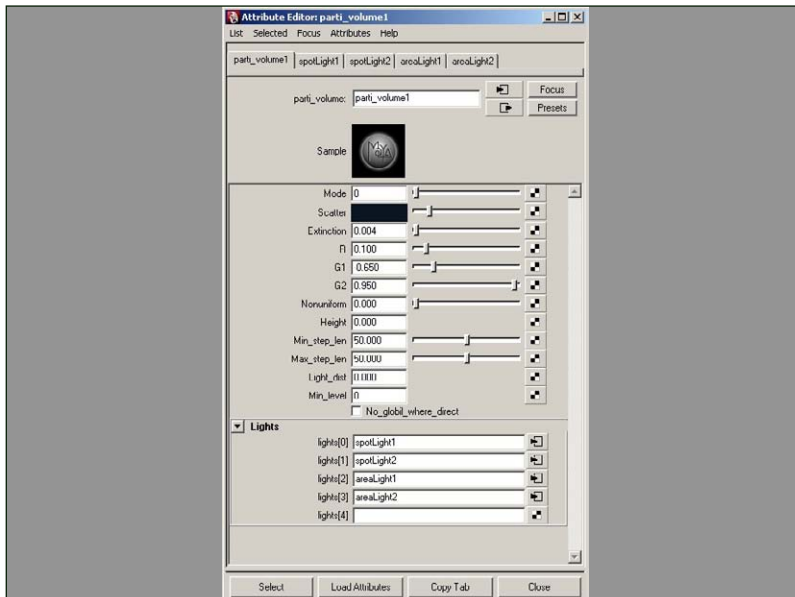 Attribute Editor: parti_volume1
List Selected Focus Attributes Help
parti_volume1 spotLight1 spotLight2 areaLight1 areaLight2
parti_volume: parti_volume1 Focus
Presets
Sample
Mode 0
Scatter
Extinction 0.004
R 0.100
G1 0.650
G2 0.950
Nonuniform 0.000
Height 0.000
Min_step_len 50.000
Max_step_len 50.000
Light_dist 0.000
Min_level 0
No_globil_where_direct
Lights
lights[0] spotLight1
lights[1] spotLight2
lights[2] areaLight1
lights[3] areaLight2
lights[4]
Select Load Attributes Copy Tab Close